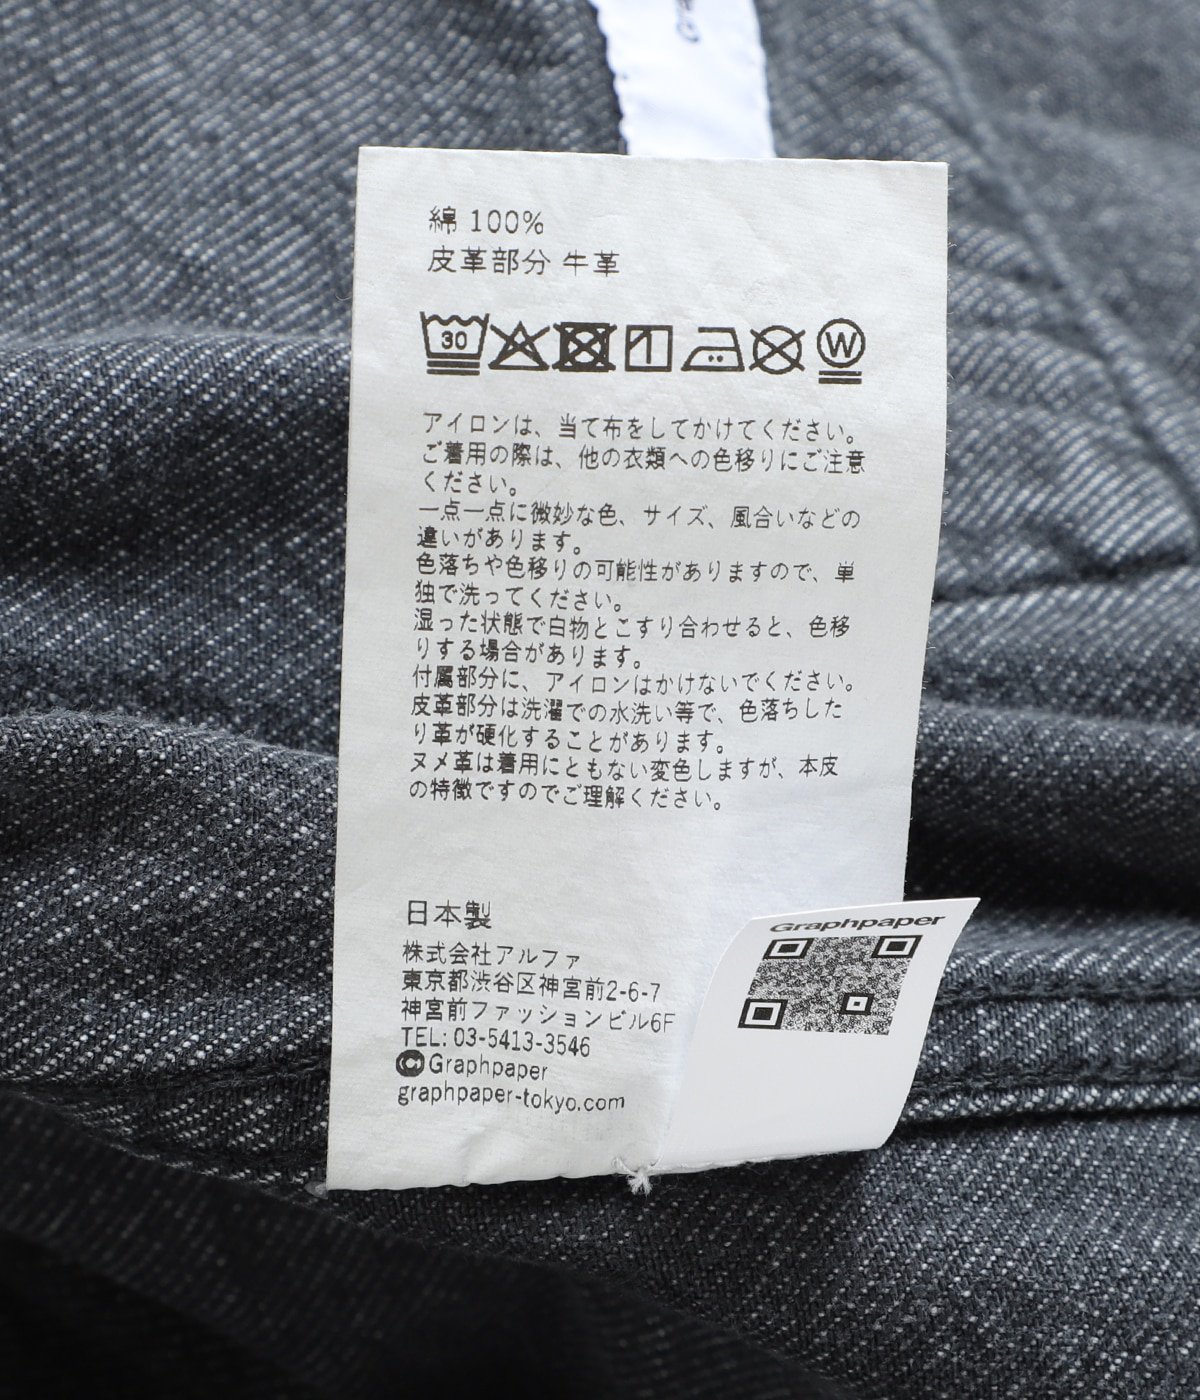 綿 100%
皮革部分 牛革
30
W
アイロンは、当て布をしてかけてください。
ご着用の際は、他の衣類への色移りにご注意
ください。
一点一点に微妙な色、サイズ、風合いなどの
違いがあります。
色落ちや色移りの可能性がありますので、単
独で洗ってください。
湿った状態で白物とこすり合わせると、色移
りする場合があります。
付属部分に、アイロンはかけないでください。
皮革部分は洗濯での水洗い等で、色落ちした
り革が硬化することがあります。
ヌメ革は着用にともない変色しますが、本皮
の特徴ですのでご理解ください。
日本製
株式会社アルファ
東京都渋谷区神宮前2-6-7
神宮前ファッションビル6F
TEL: 03-5413-3546
Graphpaper
graphpaper-tokyo.com
Graphpaper